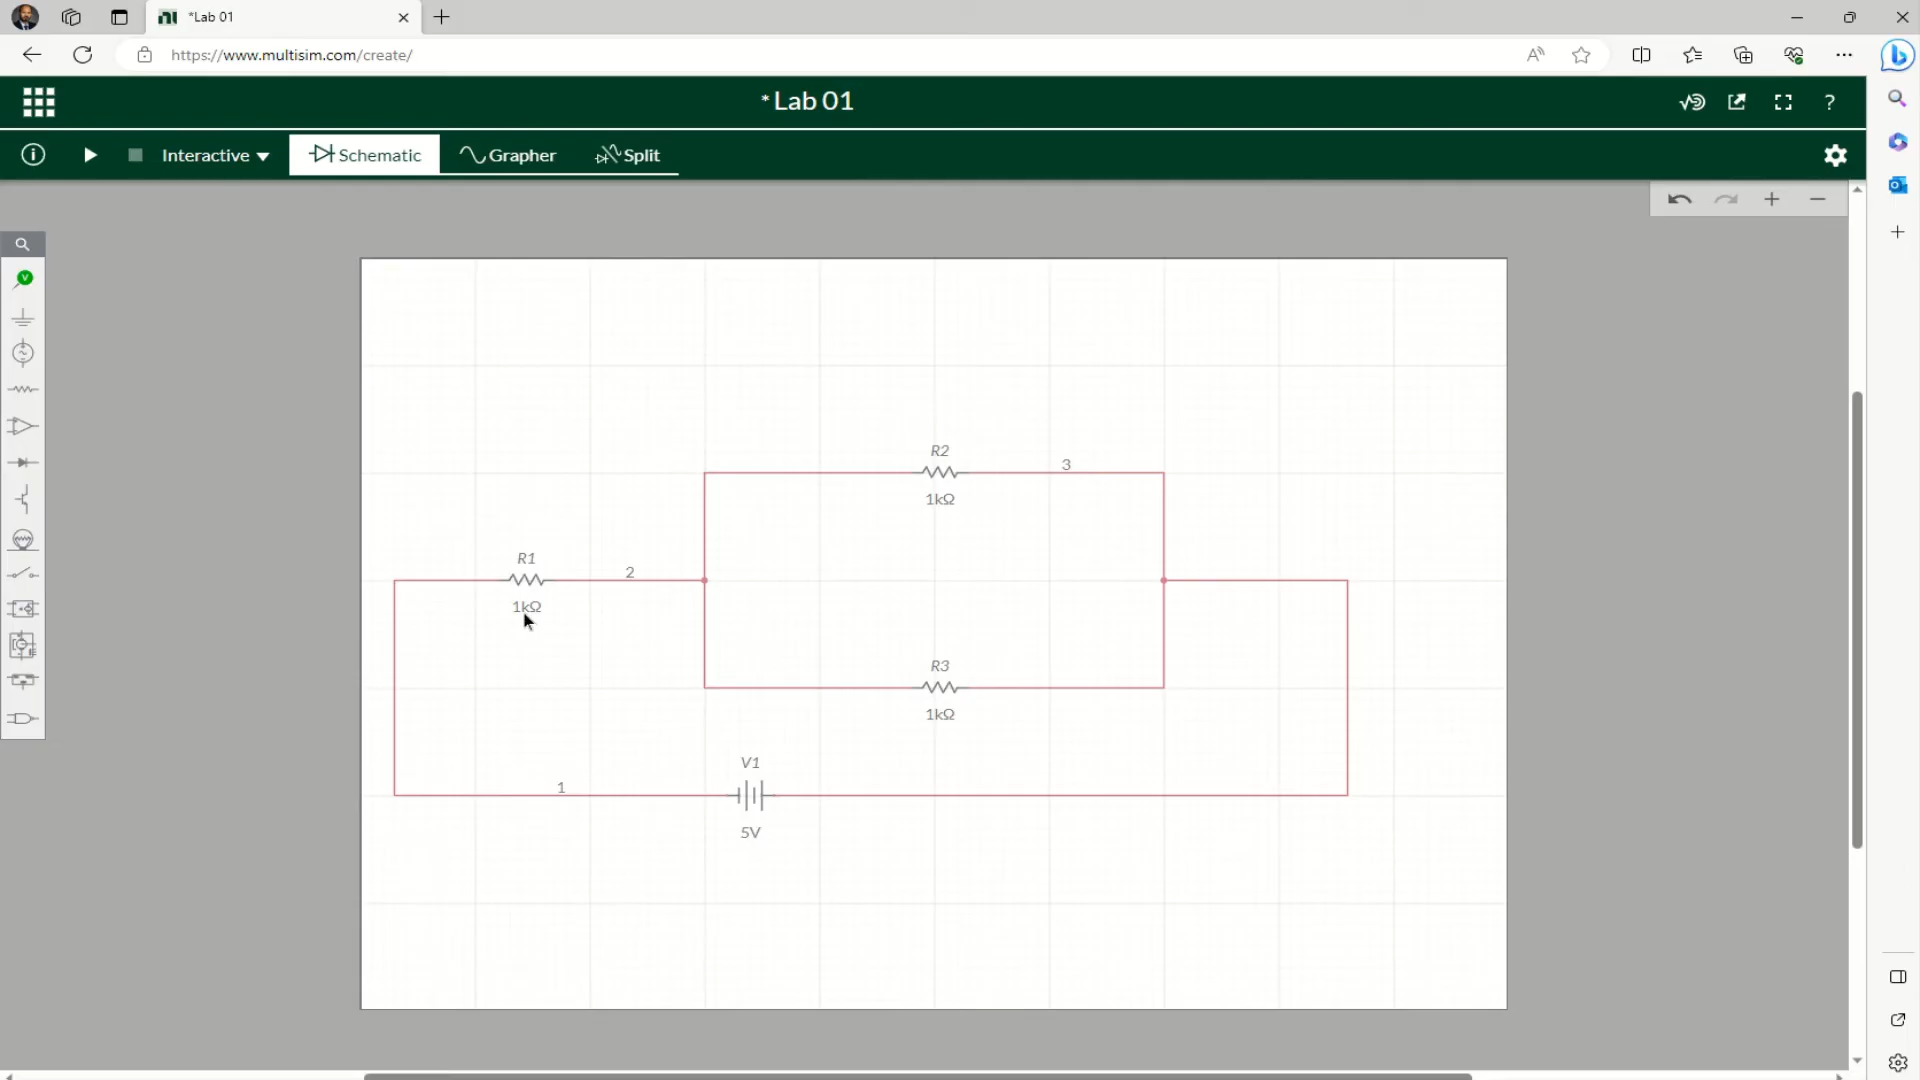 *Lab 01
https://www.multisim.com/create/
* Lab 01
?
Interactive
Schematic
Grapher
Split
V
R2
3
1kΩ
R1
2
1kΩ
R3
1kΩ
V1
1
5V